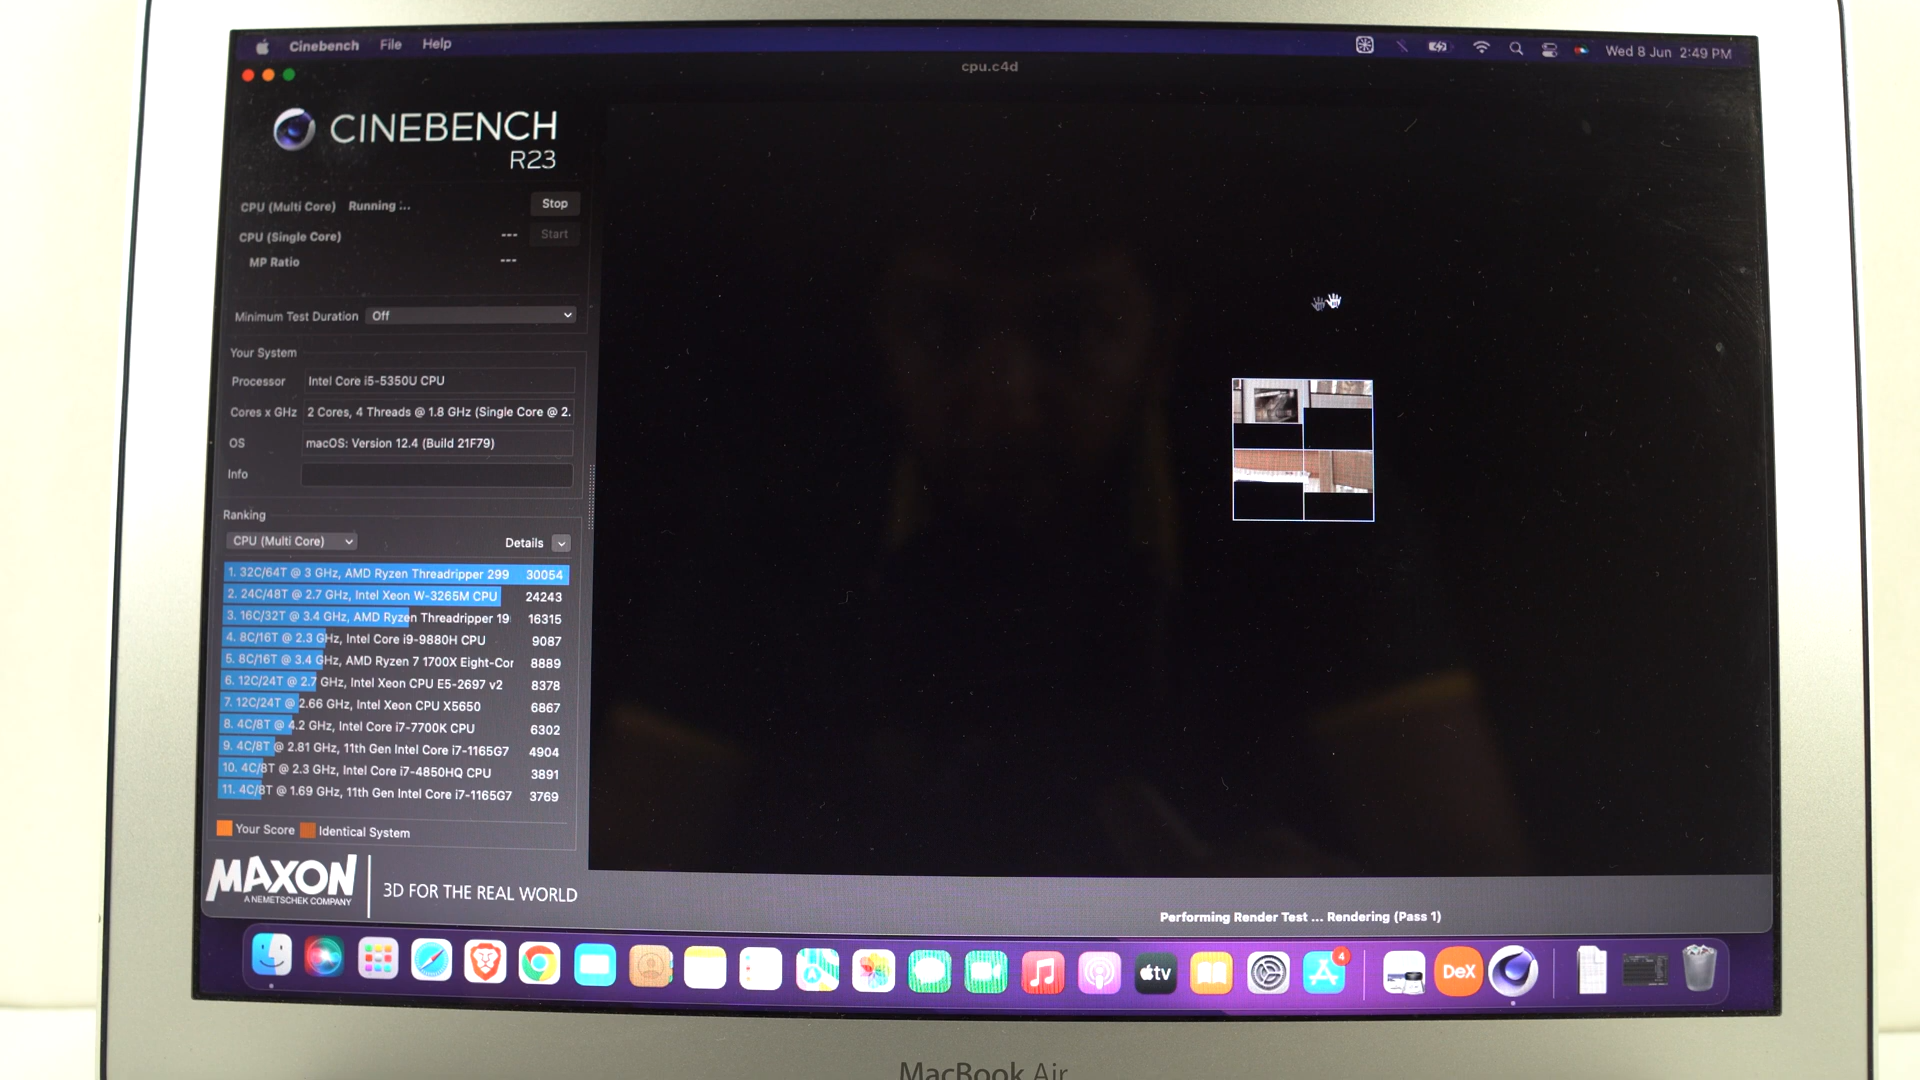 Cinebench File Help
Wed 8 Jun 2:49 PM
cpu.c4d
CINEBENCH
R23
CPU (Multi Core) Running ... Stop
CPU (Single Core) --- Start
MP Ratio ---
Minimum Test Duration Off
Your System
Processor Intel Core i5-5350U CPU
Cores x GHz 2 Cores, 4 Threads @ 1.8 GHz (Single Core @ 2.
OS macOS: Version 12.4 (Build 21F79)
Info
Ranking
CPU (Multi Core) Details
1. 32C/64T @ 3 GHz, AMD Ryzen Threadripper 299 30054
2. 24C/48T @ 2.7 GHz, Intel Xeon W-3265M CPU 24243
3. 16C/32T @ 3.4 GHz, AMD Ryzen Threadripper 19 16315
4. 8C/16T @ 2.3 GHz, Intel Core i9-9880H CPU 9087
5. 8C/16T @ 3.4 GHz, AMD Ryzen 7 1700X Eight-Cor 8889
6. 12C/24T @ 2.7 GHz, Intel Xeon CPU E5-2697 v2 8378
7. 12C/24T @ 2.66 GHz, Intel Xeon CPU X5650 6867
8. 4C/8T @ 4.2 GHz, Intel Core i7-7700K CPU 6302
9. 4C/8T @ 2.81 GHz, 11th Gen Intel Core i7-1165G7 4904
10. 4C/8T @ 2.3 GHz, Intel Core i7-4850HQ CPU 3891
11. 4C/8T @ 1.69 GHz, 11th Gen Intel Core i7-1165G7 3769
Your Score Identical System
MAXON
A NEMETSCHEK COMPANY
3D FOR THE REAL WORLD
Performing Render Test ... Rendering (Pass 1)
tv
4
DeX
MacBook Air